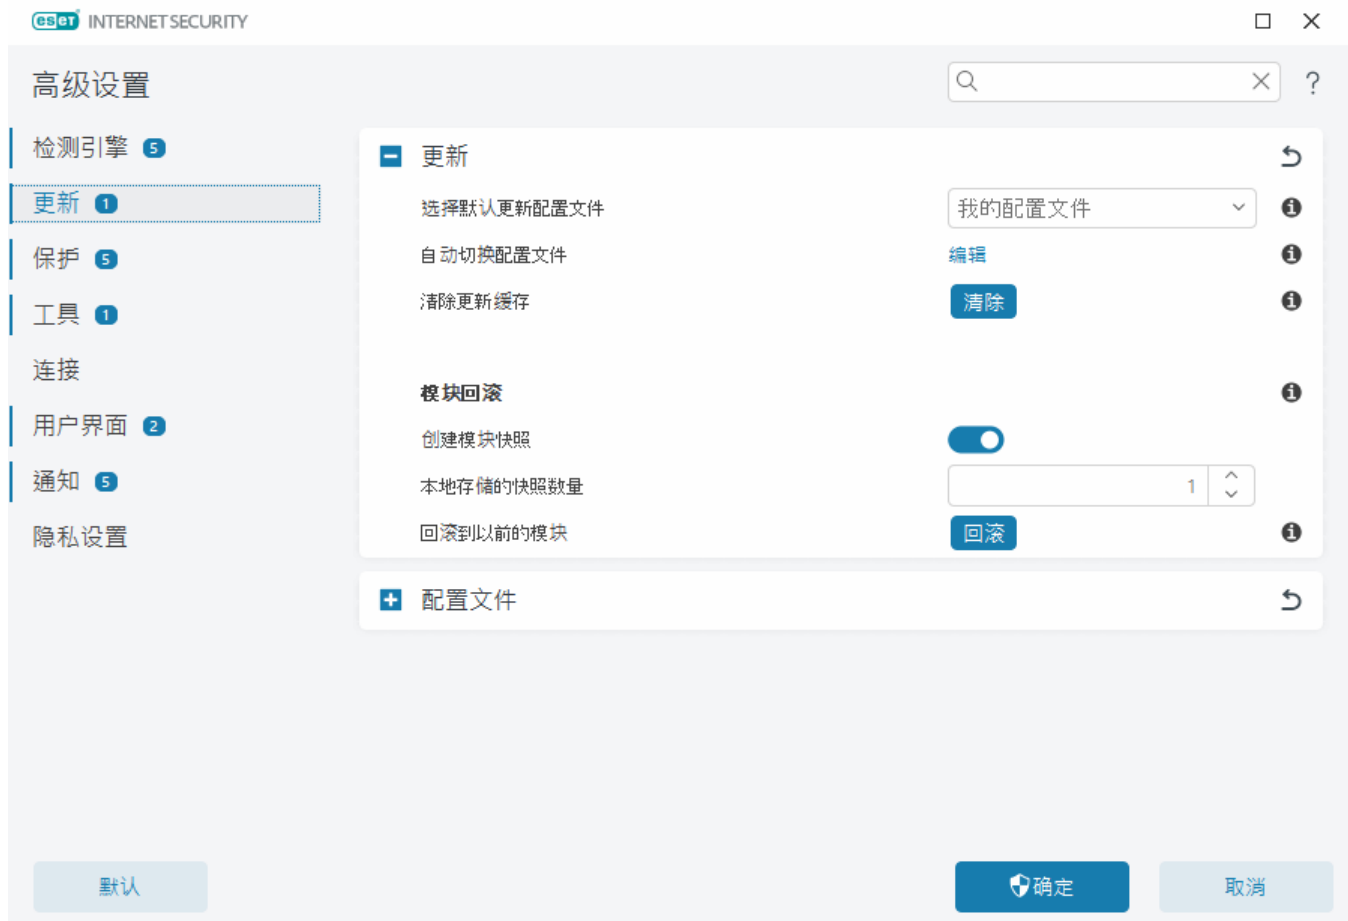 eset INTERNET SECURITY
高级设置
?
检测引擎 5
更新 1
保护 5
工具 1
连接
用户界面 2
通知 5
隐私设置
更新
选择默认更新配置文件 我的配置文件
自动切换配置文件 编辑
清除更新缓存 清除
模块回滚
创建模块快照
本地存储的快照数量 1
回滚到以前的模块 回滚
配置文件
默认 确定 取消